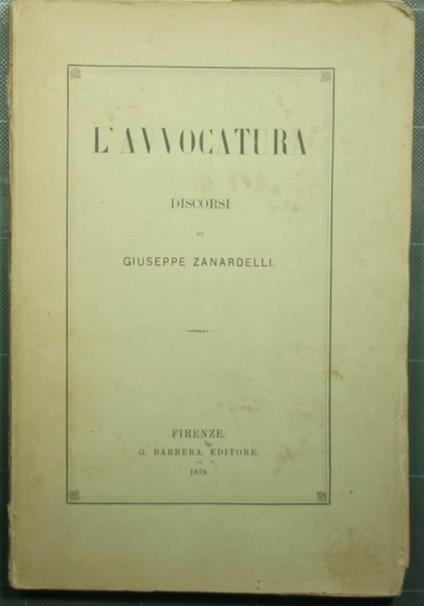 L'AVVOCATURA
DISCORSI
DI
GIUSEPPE ZANARDELLI.
FIRENZE,
G. BARBÈRA, EDITORE.
1879.